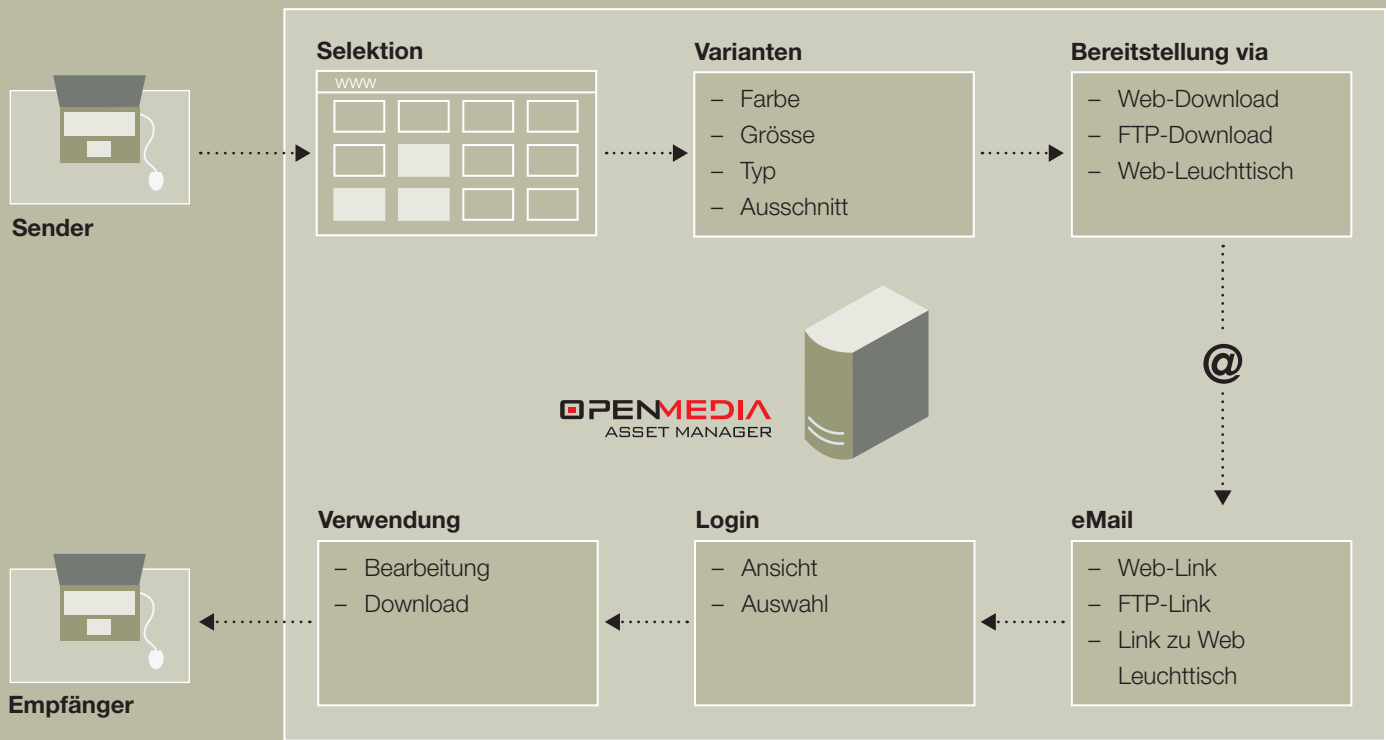 Sender
Selektion
WWW
Varianten
– Farbe
– Grösse
– Typ
– Ausschnitt
Bereitstellung via
– Web-Download
– FTP-Download
– Web-Leuchttisch
@
OPENMEDIA
ASSET MANAGER
eMail
– Web-Link
– FTP-Link
– Link zu Web
Leuchttisch
Login
– Ansicht
– Auswahl
Verwendung
– Bearbeitung
– Download
Empfänger